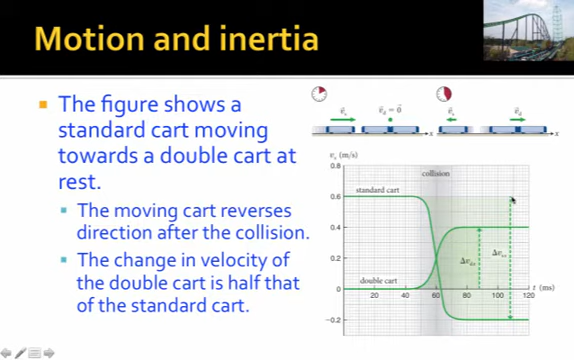 Motion and inertia
The figure shows a
standard cart moving
towards a double cart at
rest.
The moving cart reverses
direction after the collision.
The change in velocity of
the double cart is half that
of the standard cart.
x
x
vₓ (m/s)
0.8
collision
standard cart
0.6
0.4
0.2
double cart
0
20
40
60
80
100
120
t (ms)
−0.2